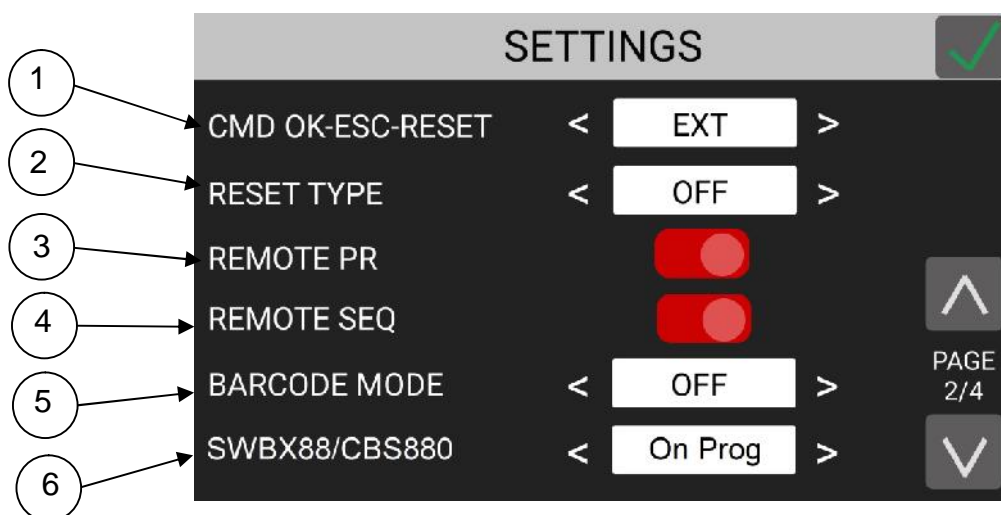 SETTINGS
1 CMD OK-ESC-RESET < EXT >
2 RESET TYPE < OFF >
3 REMOTE PR
4 REMOTE SEQ
5 BARCODE MODE < OFF >
6 SWBX88/CBS880 < On Prog >
PAGE
2/4